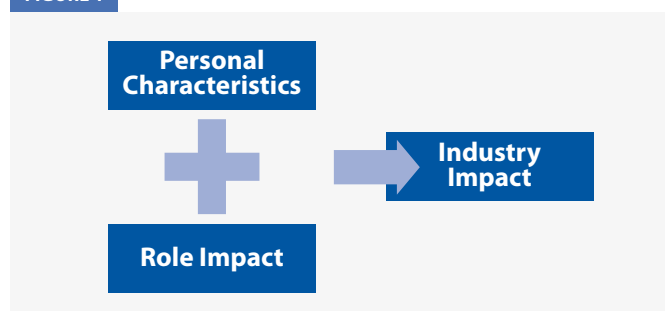 Personal
Characteristics
Industry
Impact
Role Impact